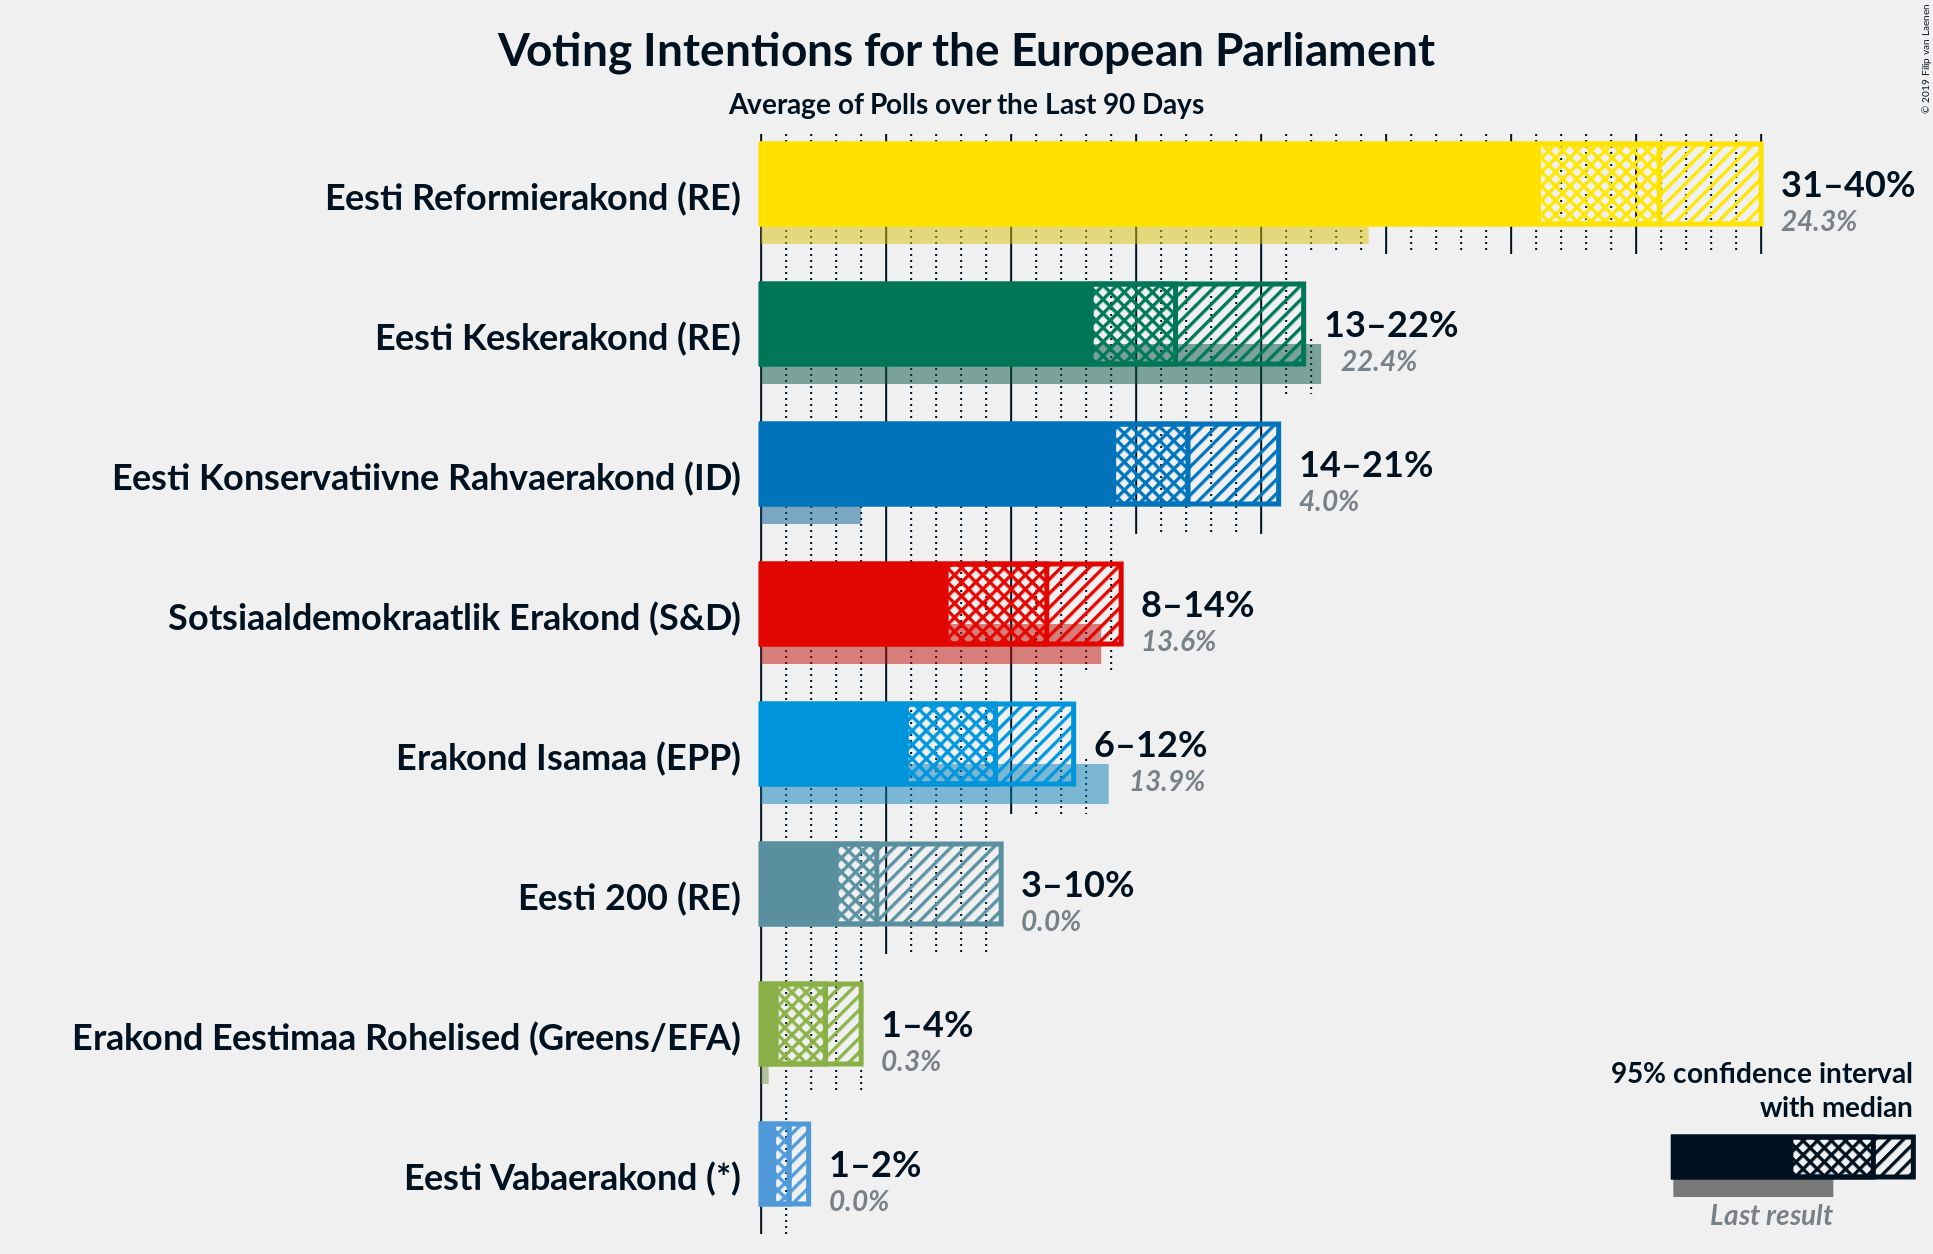 Voting Intentions for the European Parliament
Average of Polls over the Last 90 Days
© 2019 Filip van Laenen
Eesti Reformierakond (RE)
31–40%
24.3%
Eesti Keskerakond (RE)
13–22%
22.4%
Eesti Konservatiivne Rahvaerakond (ID)
14–21%
4.0%
Sotsiaaldemokraatlik Erakond (S&D)
8–14%
13.6%
Erakond Isamaa (EPP)
6–12%
13.9%
Eesti 200 (RE)
3–10%
0.0%
Erakond Eestimaa Rohelised (Greens/EFA)
1–4%
0.3%
Eesti Vabaerakond (*)
1–2%
0.0%
95% confidence interval
with median
Last result